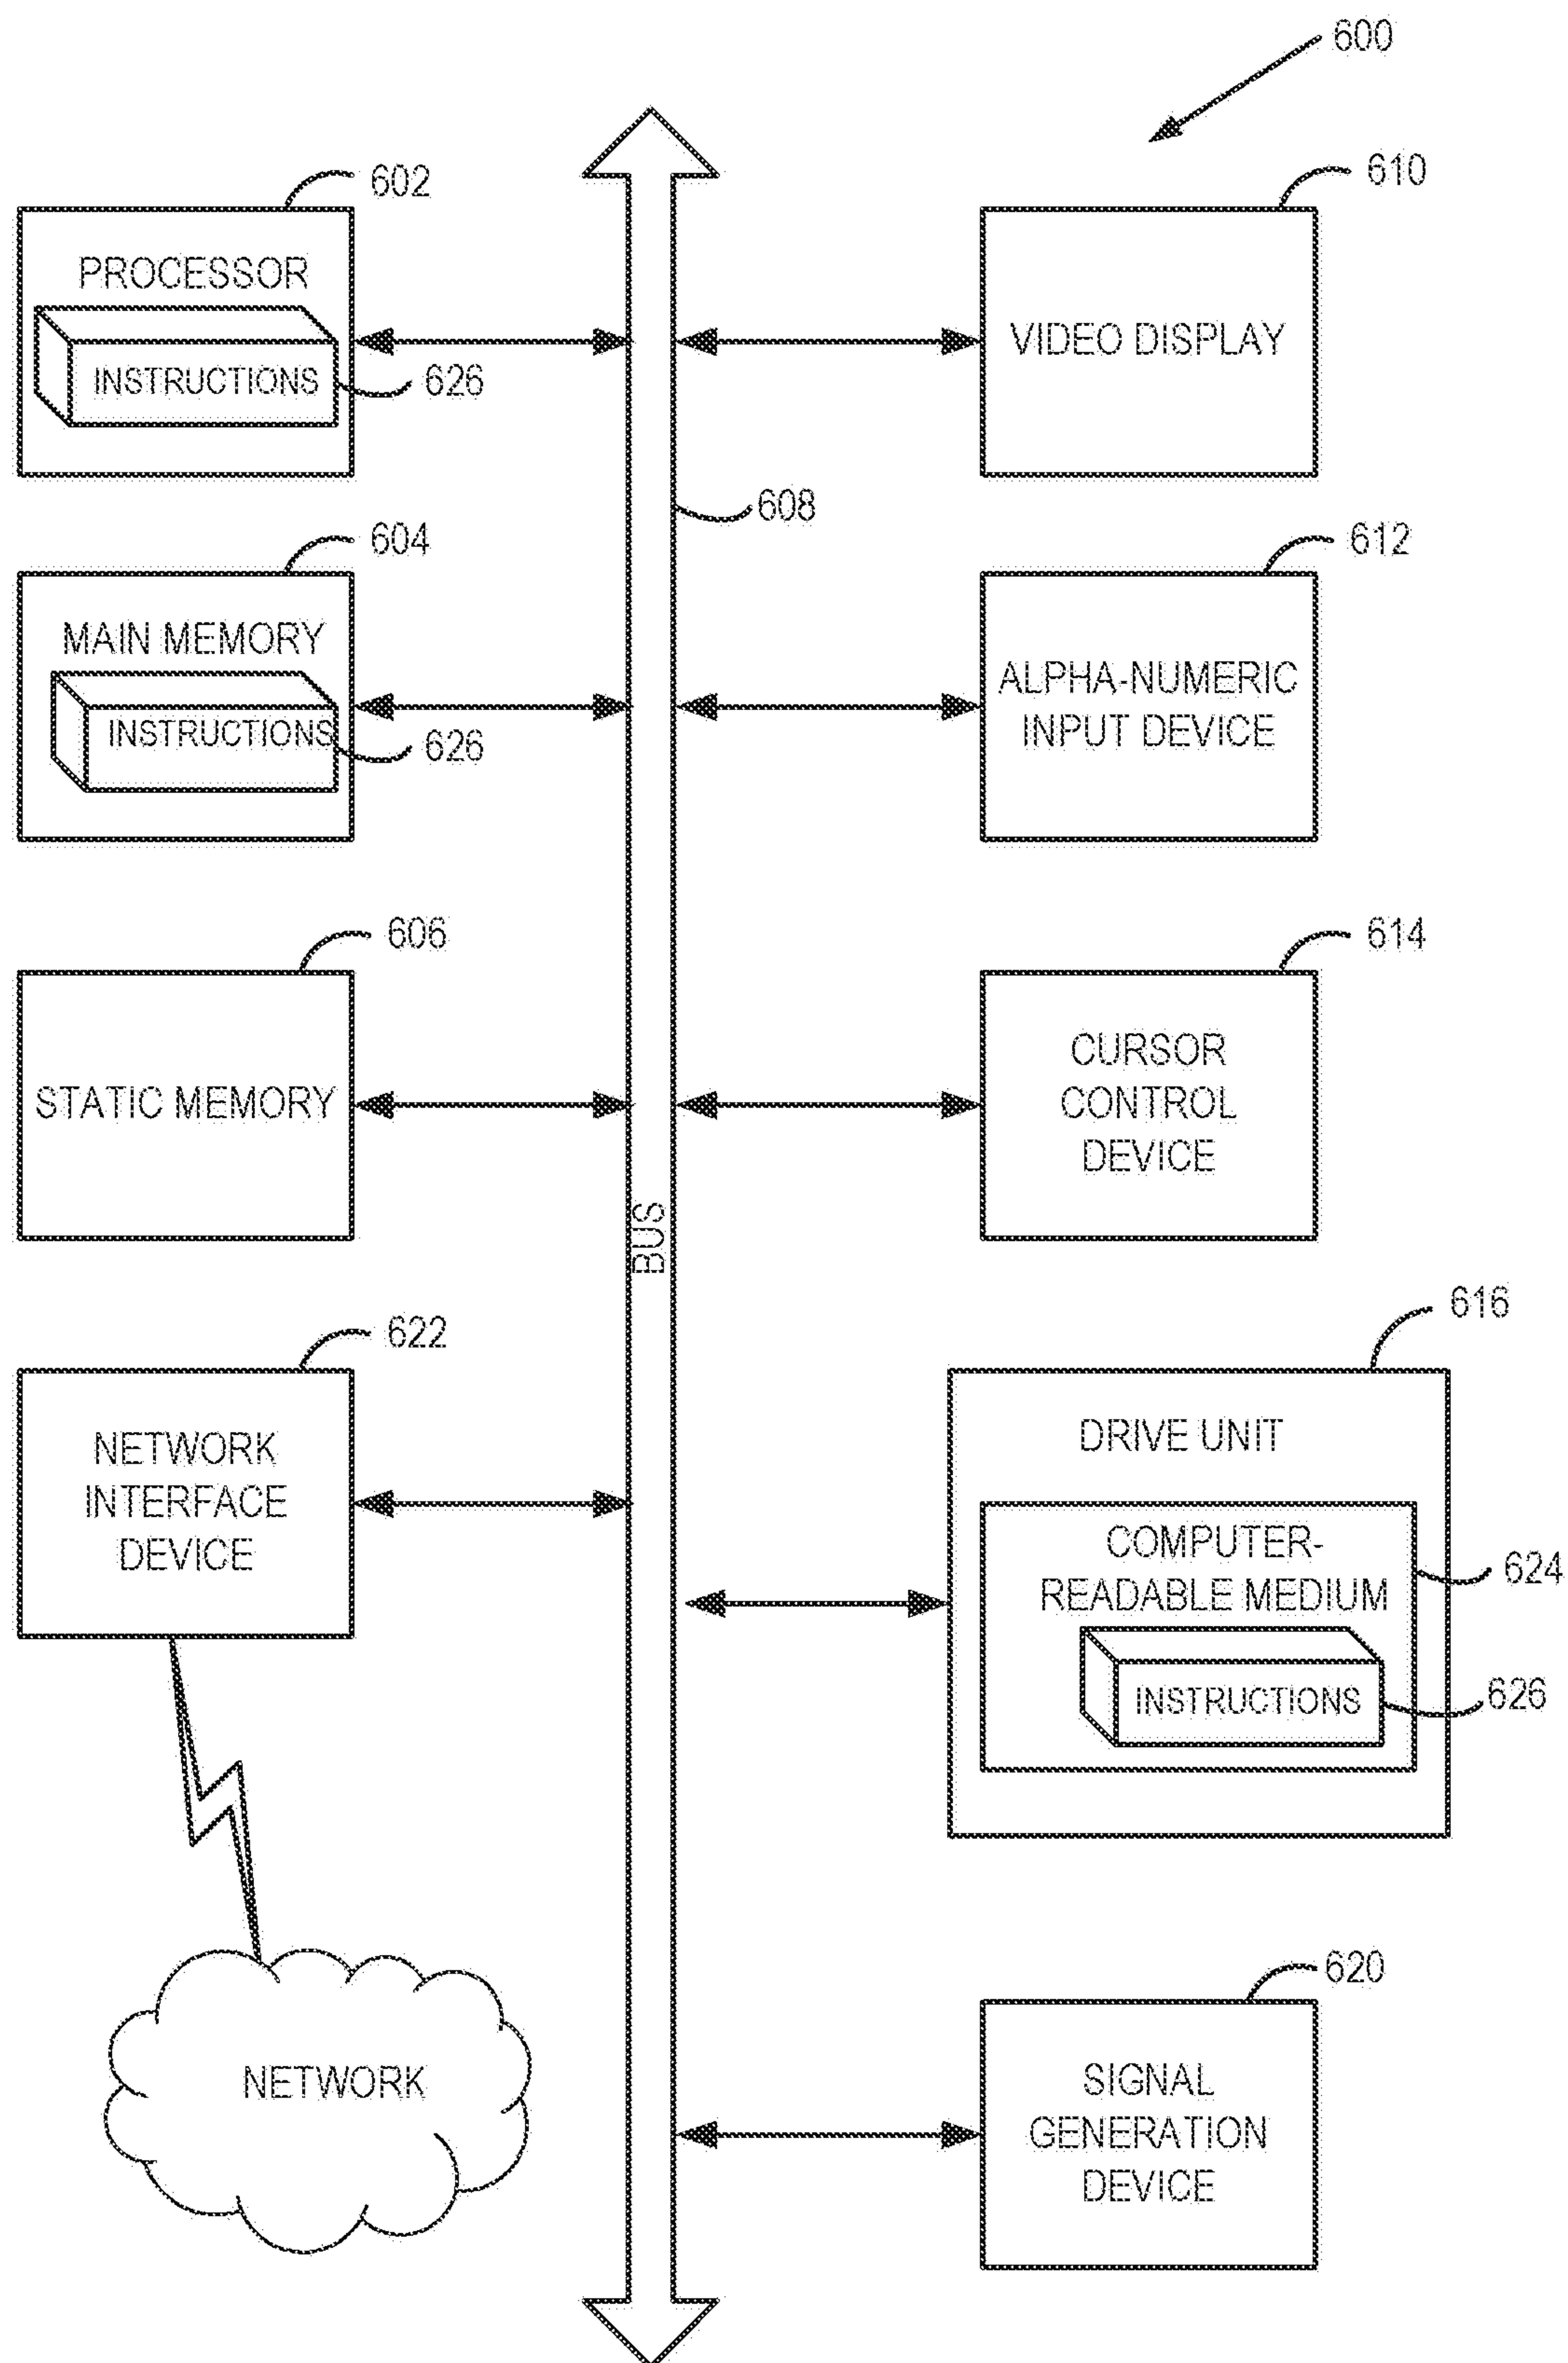 600
602
PROCESSOR
INSTRUCTIONS
626
604
MAIN MEMORY
INSTRUCTIONS
626
606
STATIC MEMORY
622
NETWORK
INTERFACE
DEVICE
NETWORK
608
BUS
610
VIDEO DISPLAY
612
ALPHA-NUMERIC
INPUT DEVICE
614
CURSOR
CONTROL
DEVICE
616
DRIVE UNIT
COMPUTER-
READABLE MEDIUM
624
INSTRUCTIONS
626
620
SIGNAL
GENERATION
DEVICE